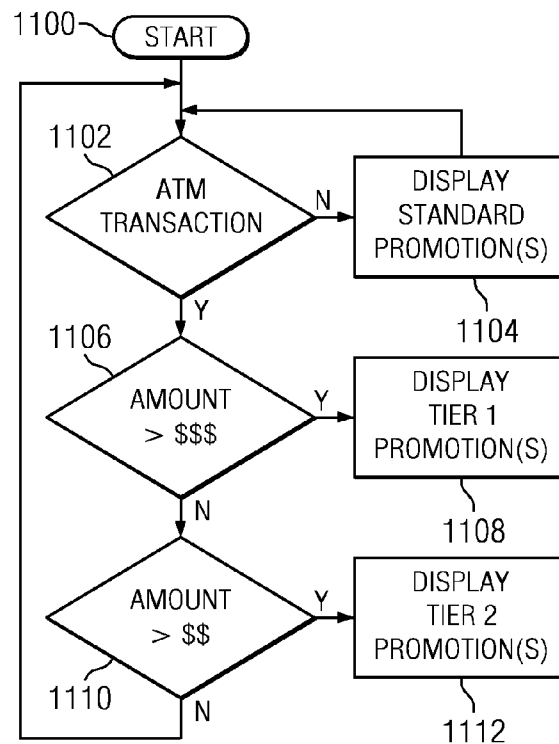 1100
START
1102
ATM
TRANSACTION
N
DISPLAY
STANDARD
PROMOTION(S)
1104
Y
1106
AMOUNT
> $$$
Y
DISPLAY
TIER 1
PROMOTION(S)
1108
N
AMOUNT
> $$
Y
DISPLAY
TIER 2
PROMOTION(S)
1110
N
1112